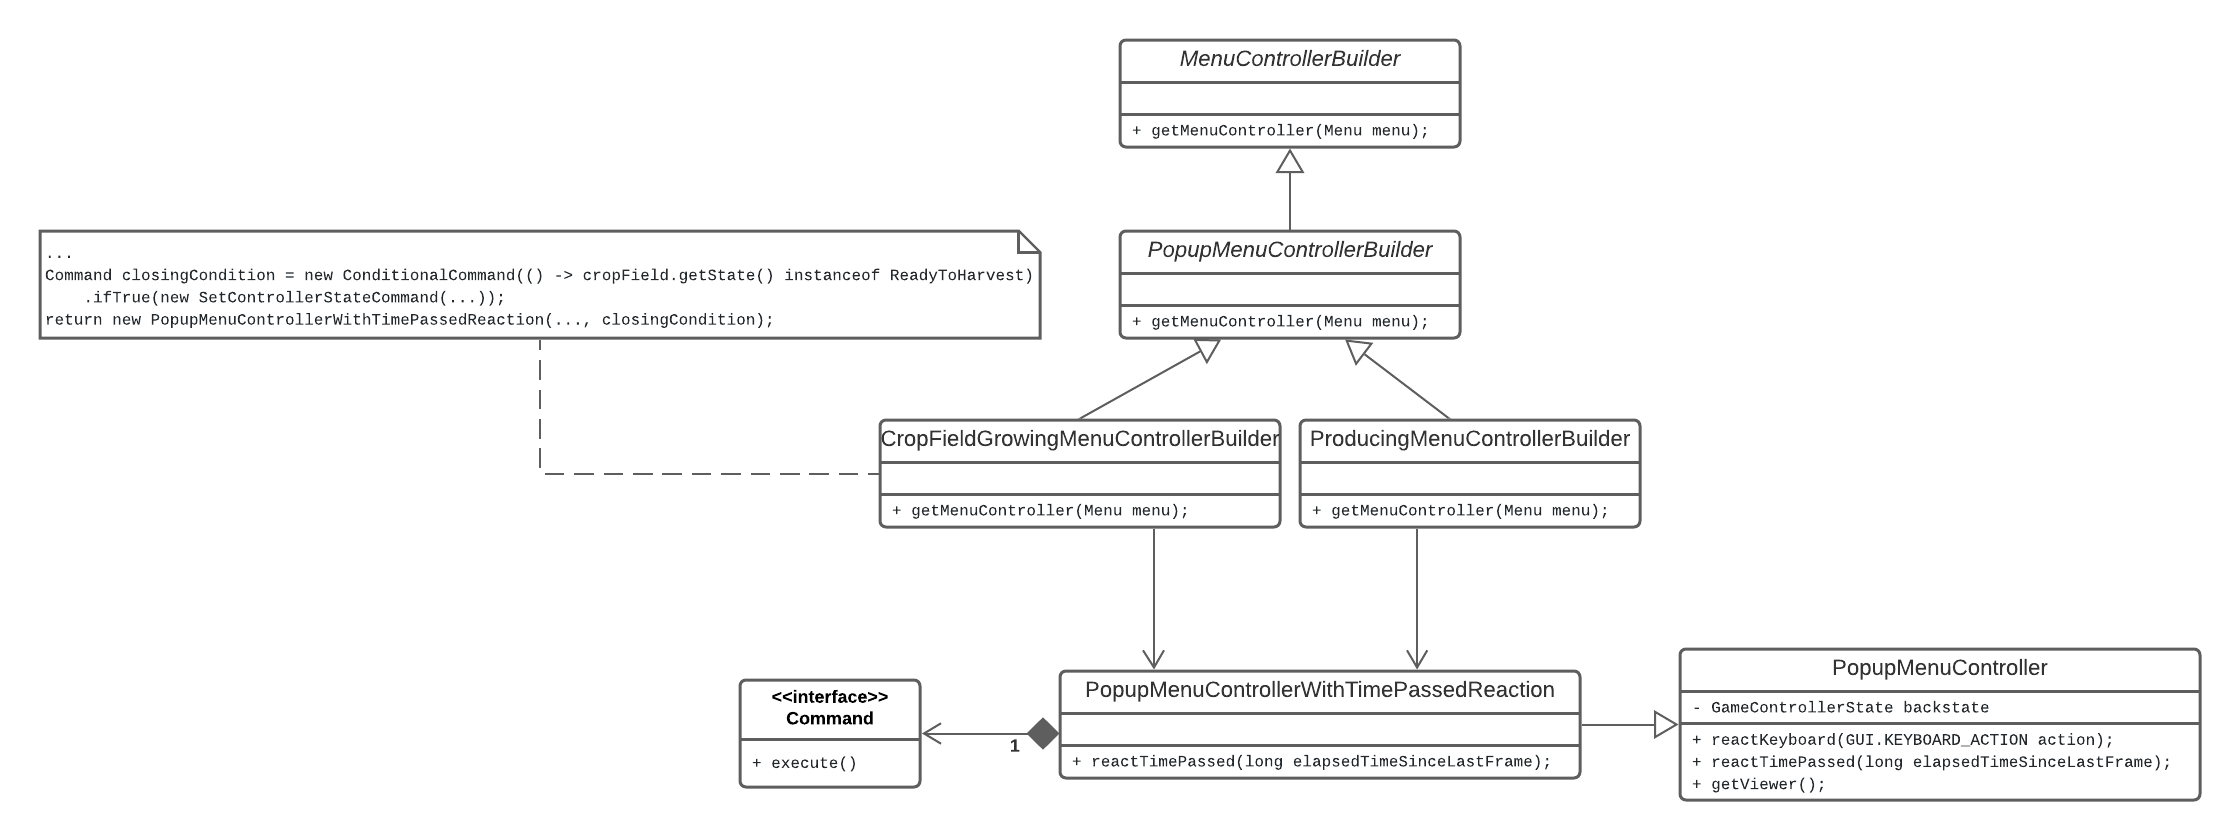 MenuControllerBuilder
+ getMenuController(Menu menu);
PopupMenuControllerBuilder
+ getMenuController(Menu menu);
...
Command closingCondition = new ConditionalCommand(() -> cropField.getState() instanceof ReadyToHarvest)
    .ifTrue(new SetControllerStateCommand(...));
return new PopupMenuControllerWithTimePassedReaction(..., closingCondition);
CropFieldGrowingMenuControllerBuilder
+ getMenuController(Menu menu);
ProducingMenuControllerBuilder
+ getMenuController(Menu menu);
<<interface>>
Command
+ execute()
1
PopupMenuControllerWithTimePassedReaction
+ reactTimePassed(long elapsedTimeSinceLastFrame);
PopupMenuController
- GameControllerState backstate
+ reactKeyboard(GUI.KEYBOARD_ACTION action);
+ reactTimePassed(long elapsedTimeSinceLastFrame);
+ getViewer();